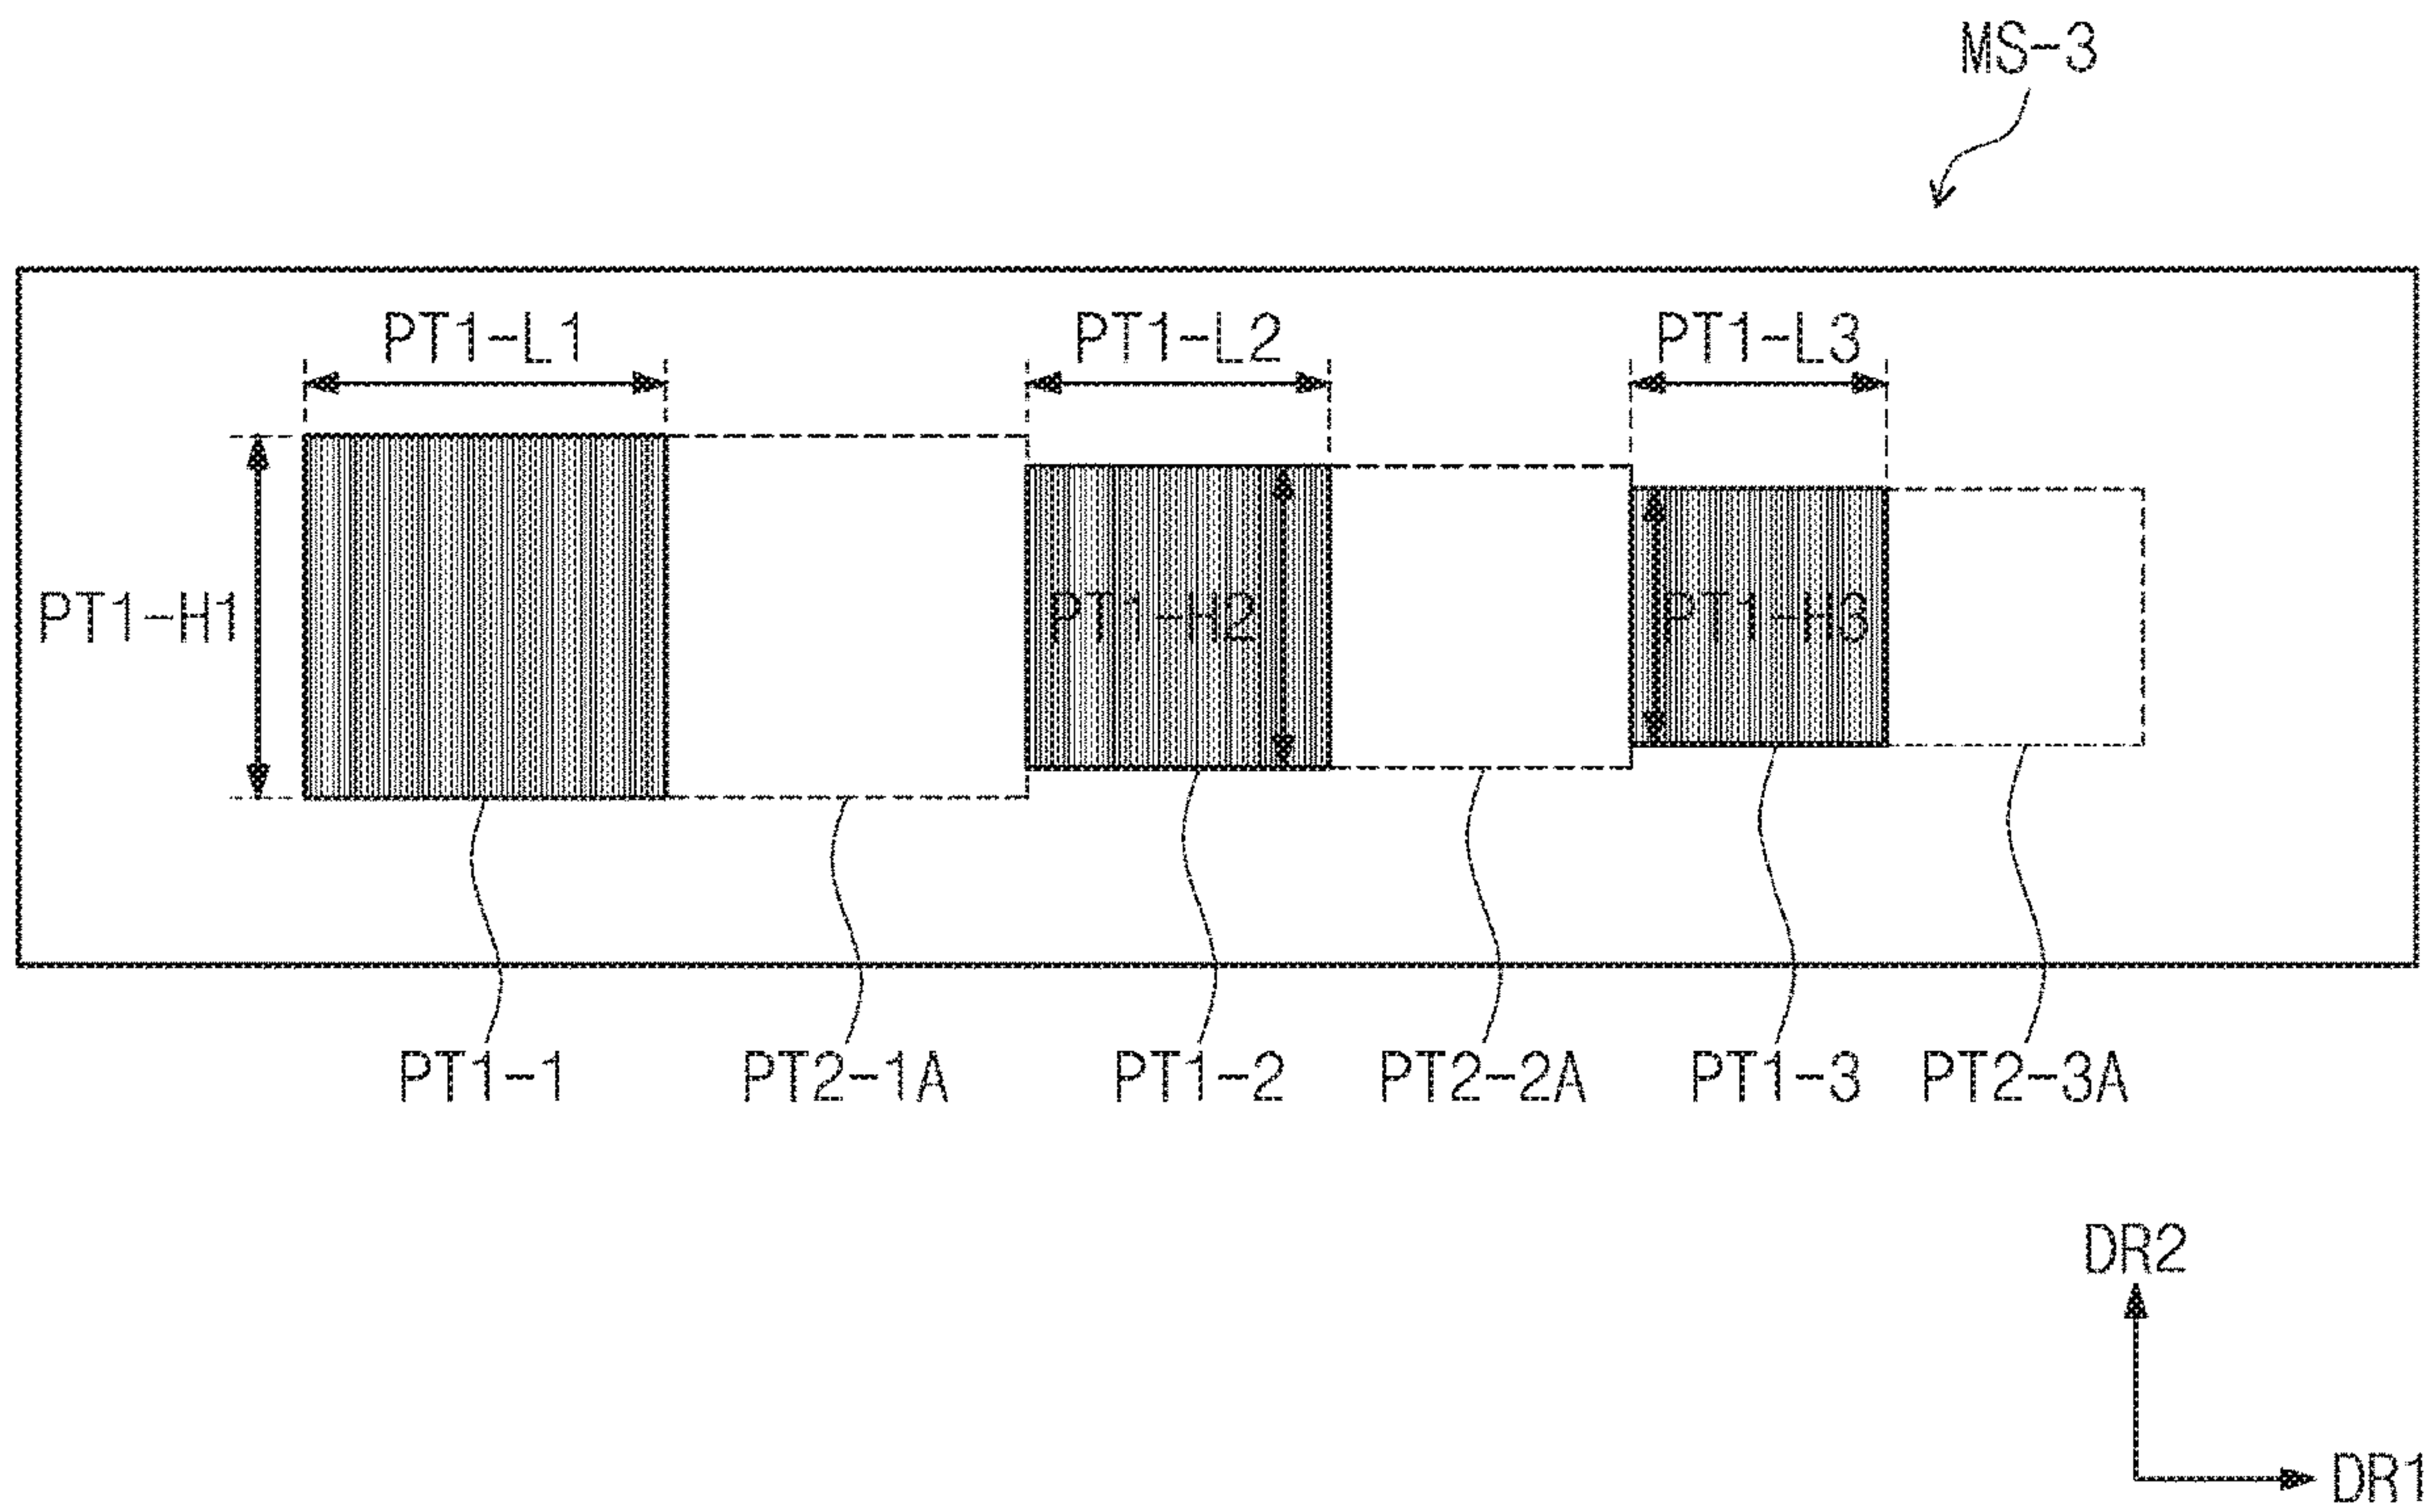 MS-3
PT1-L1 PT1-L2 PT1-L3
PT1-H1 PT1-H2 PT1-H3
PT1-1 PT2-1A PT1-2 PT2-2A PT1-3 PT2-3A
DR2
DR1